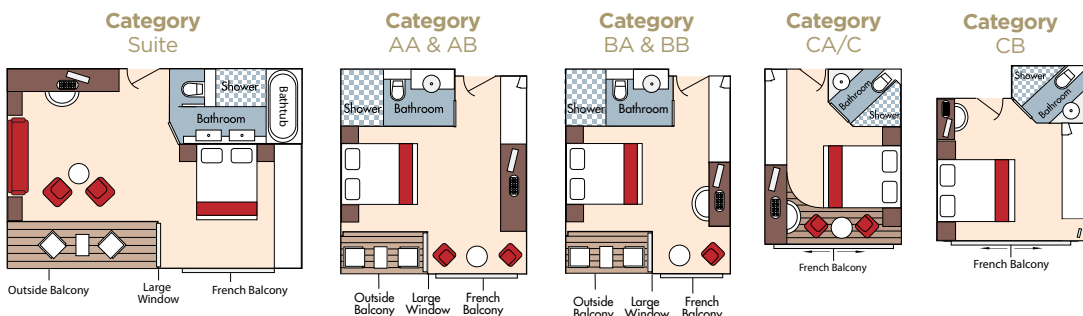 Category
Suite
Shower
Bathroom
Bathtub
Outside Balcony
Large
Window
French Balcony
Category
AA & AB
Shower
Bathroom
Outside
Balcony
Large
Window
French
Balcony
Category
BA & BB
Shower
Bathroom
Outside
Balcony
Large
Window
French
Balcony
Category
CA/C
Bathroom
Shower
French Balcony
Category
CB
Shower
Bathroom
French Balcony